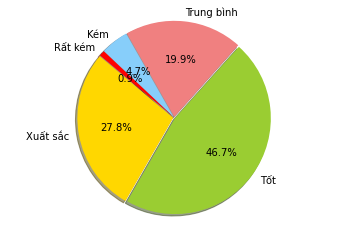 Trung bình
Kém
Rất kém
19.9%
4.7%
0.9%
Xuất sắc
27.8%
46.7%
Tốt